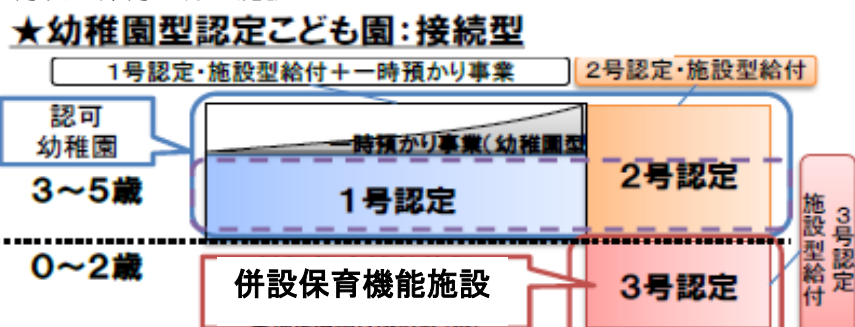 ★幼稚園型認定こども園：接続型
1号認定・施設型給付＋一時預かり事業
2号認定・施設型給付
認可
幼稚園
一時預かり事業(幼稚園型
3～5歳
1号認定
2号認定
3号認定
施設型給付
0～2歳
併設保育機能施設
3号認定